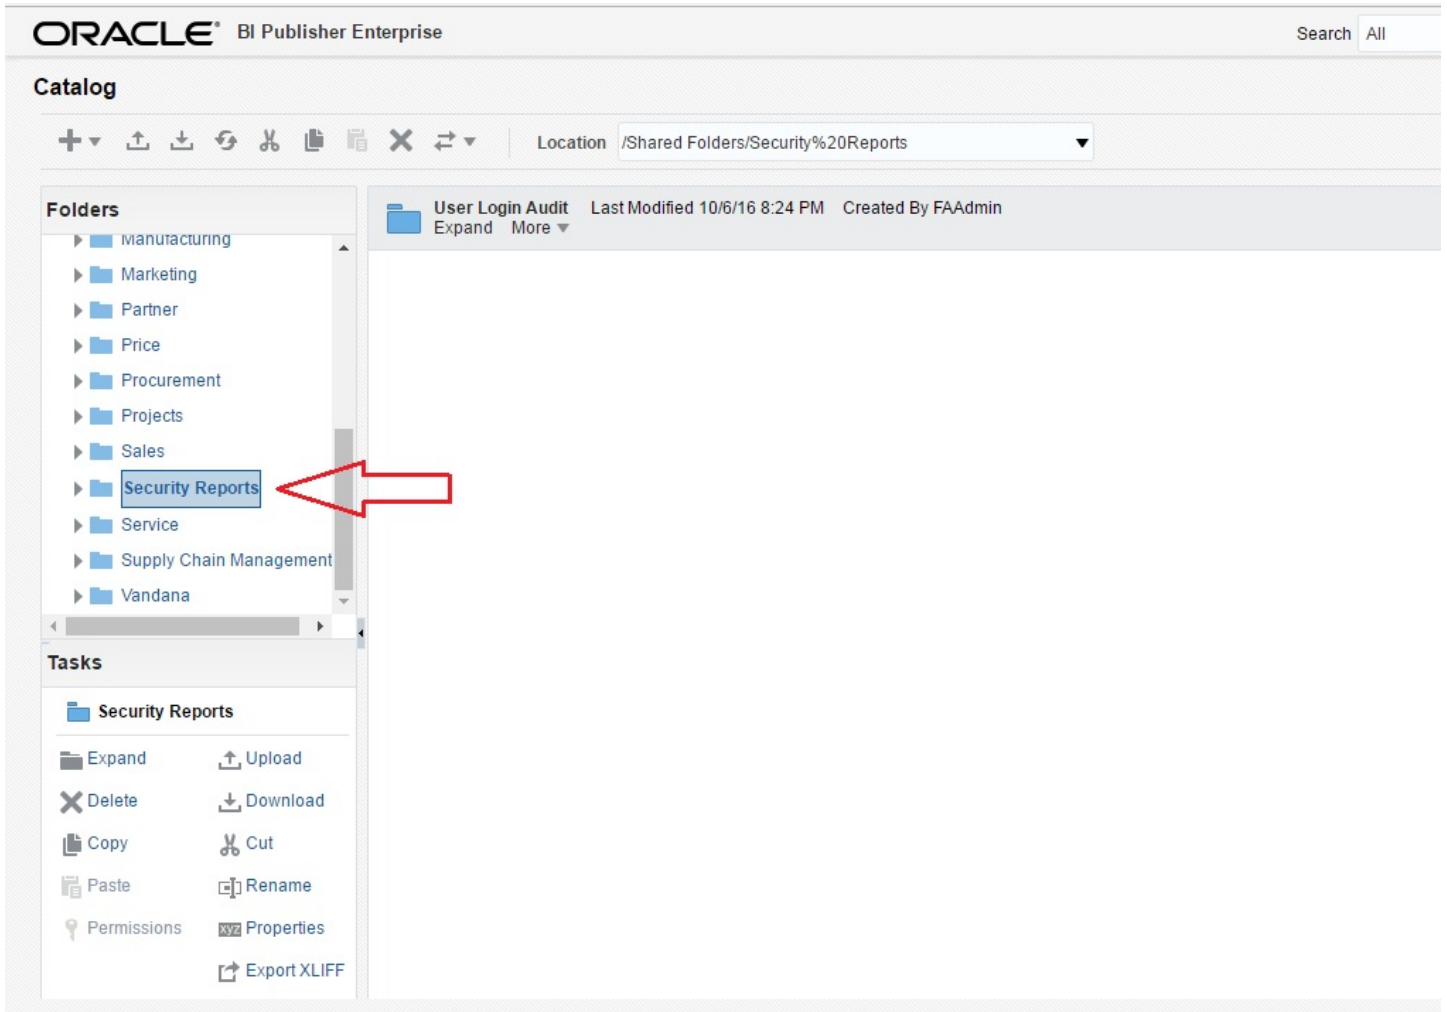 ORACLE BI Publisher Enterprise
Search All
Catalog
Location /Shared Folders/Security%20Reports
Folders
Manufacturing
Marketing
Partner
Price
Procurement
Projects
Sales
Security Reports
Service
Supply Chain Management
Vandana
User Login Audit Last Modified 10/6/16 8:24 PM Created By FAAdmin
Expand More
Tasks
Security Reports
Expand Upload
Delete Download
Copy Cut
Paste Rename
Permissions xyz Properties
Export XLIFF